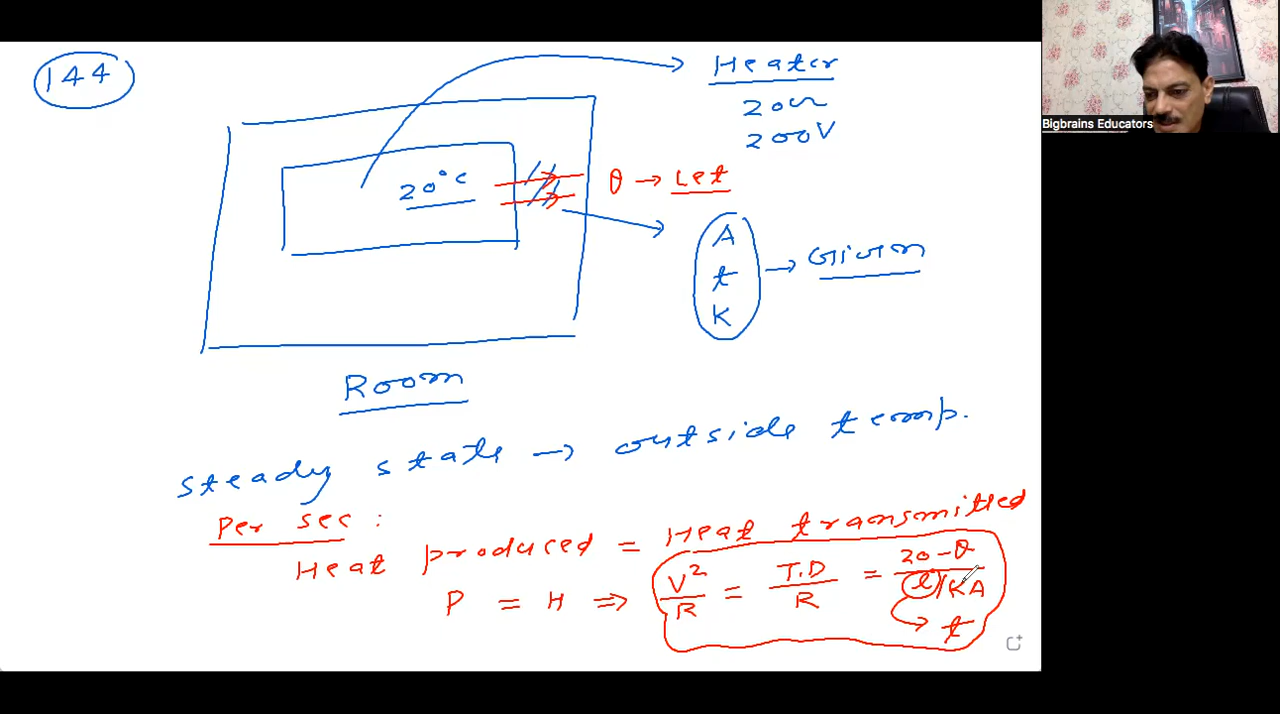 144
Heater
20Ω
200V
Bigbrains Educators
20°C
θ → Let
A
t
K
→ Given
Room
Steady state → outside temp.
Per sec :
Heat produced = Heat transmitted
P = H ⇒ V²/R = T.D/R = 20-θ/(l/KA)
→ t